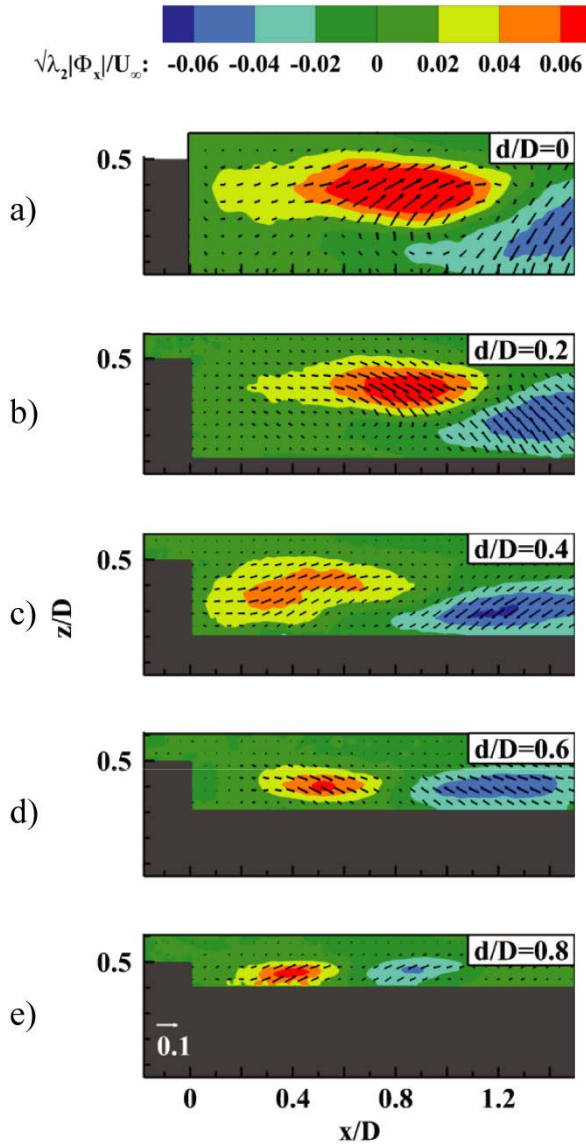 √λ₂|Φₓ|/U∞: -0.06 -0.04 -0.02 0 0.02 0.04 0.06
a)
0.5
d/D=0
b)
0.5
d/D=0.2
c)
0.5
d/D=0.4
z/D
d)
0.5
d/D=0.6
e)
0.5
d/D=0.8
0.1
0 0.4 0.8 1.2
x/D